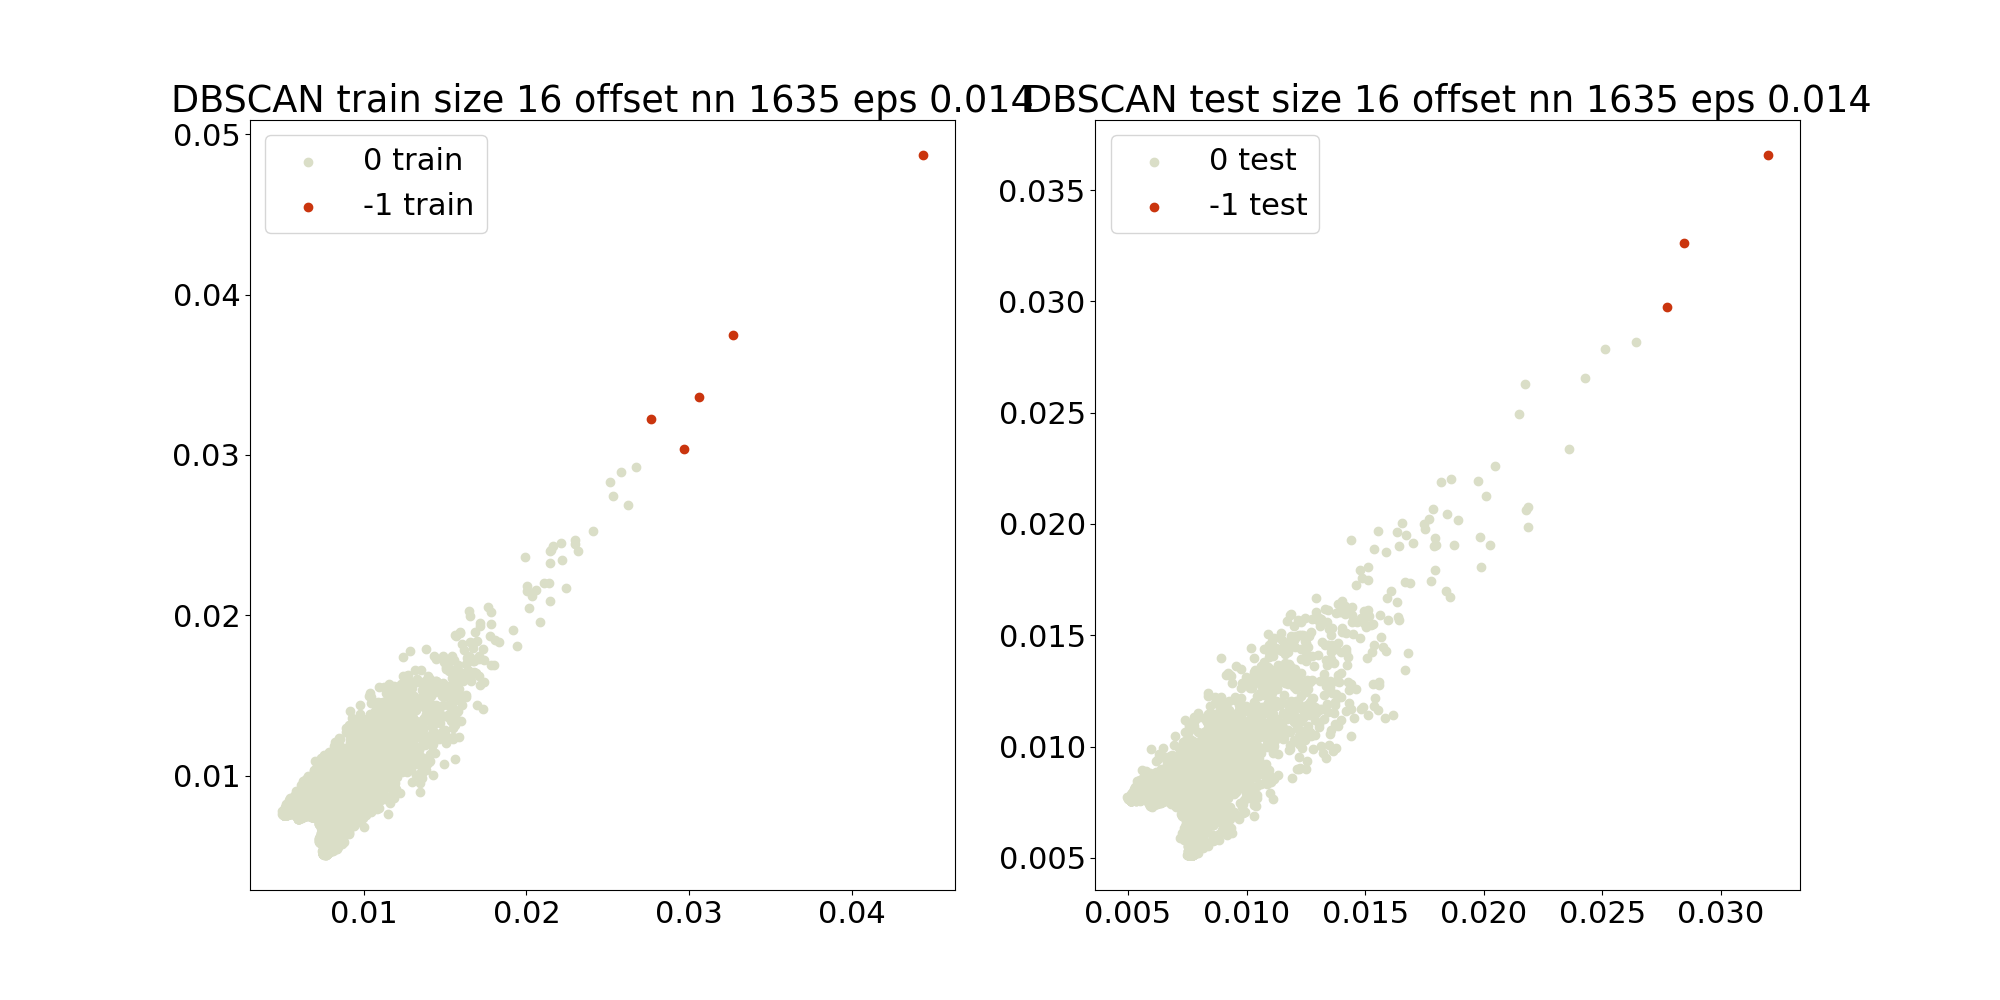 DBSCAN train size 16 offset nn 1635 eps 0.014
DBSCAN test size 16 offset nn 1635 eps 0.014
0.05
0.04
0.03
0.02
0.01
0 train
-1 train
0.01 0.02 0.03 0.04
0.035
0.030
0.025
0.020
0.015
0.010
0.005
0 test
-1 test
0.005 0.010 0.015 0.020 0.025 0.030